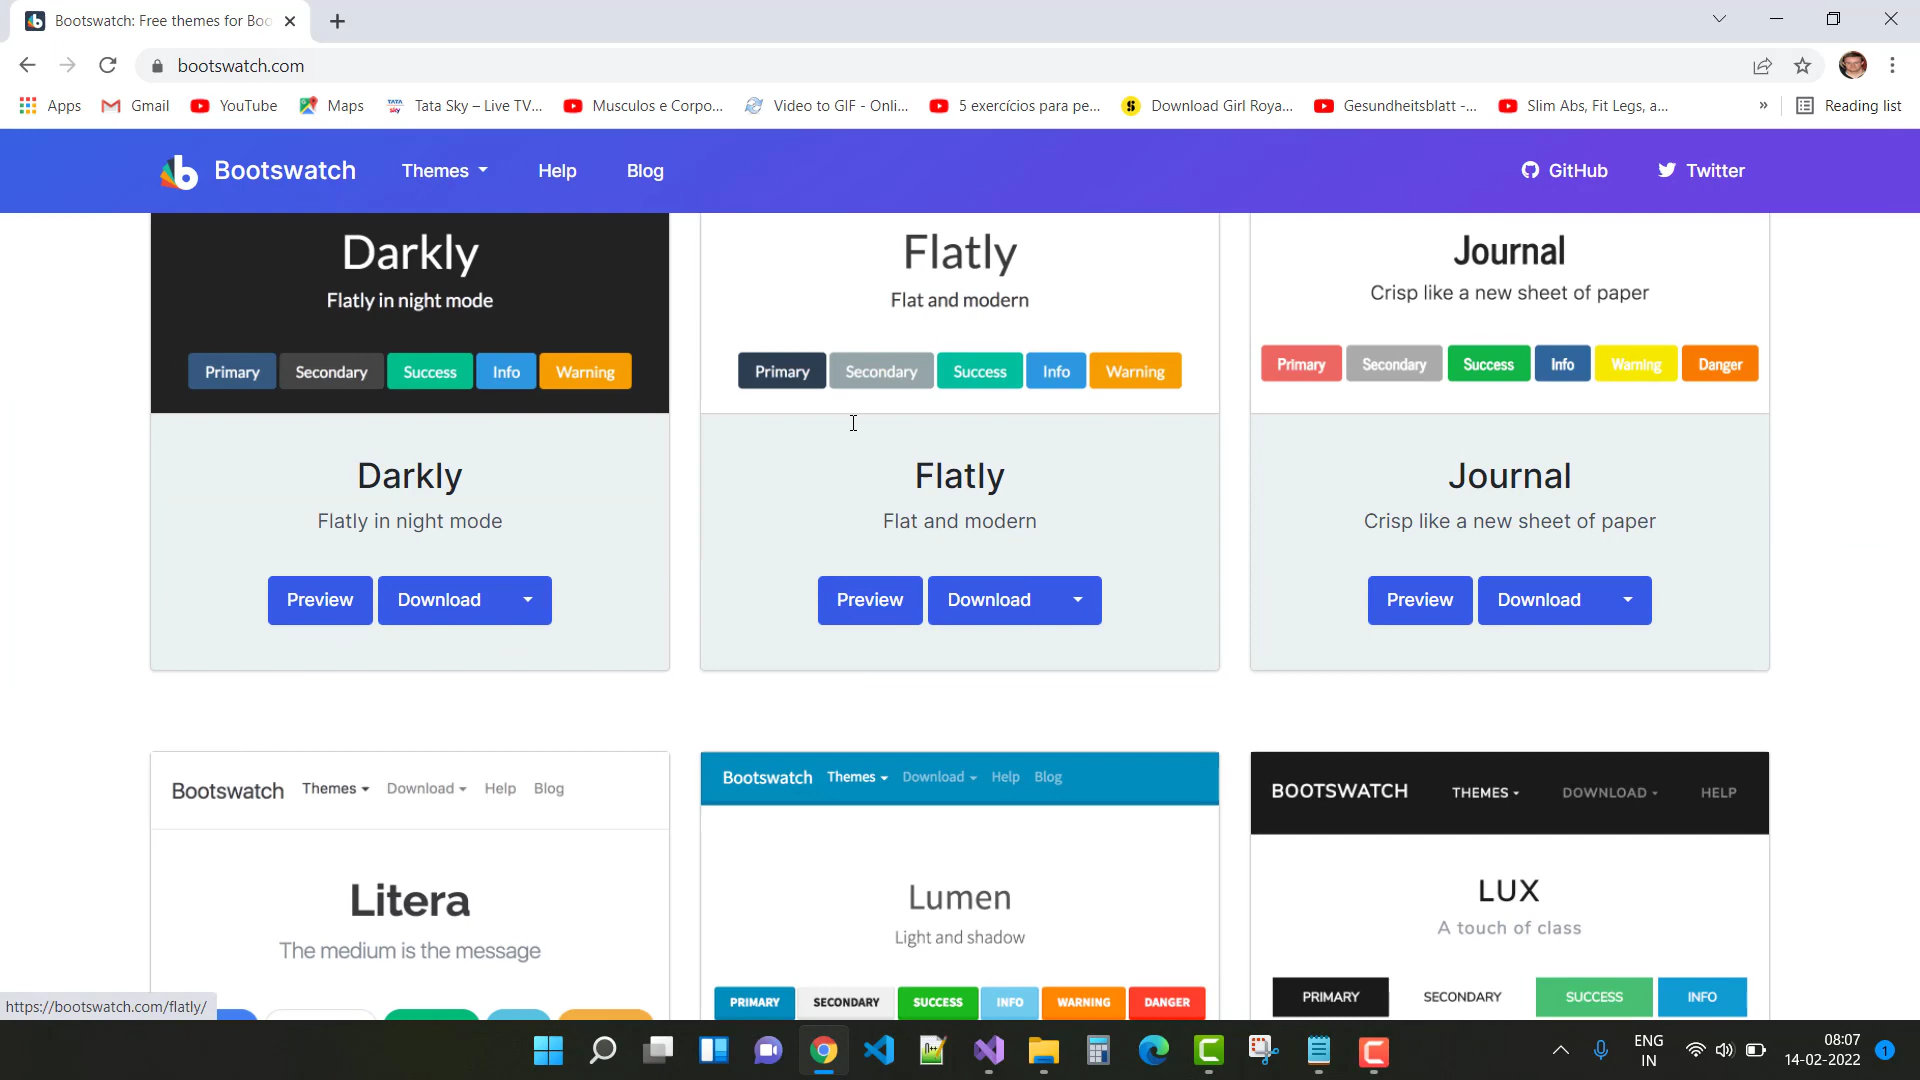 Bootswatch: Free themes for Boo
bootswatch.com
Apps Gmail YouTube Maps Tata Sky – Live TV... Musculos e Corpo... Video to GIF - Onli... 5 exercícios para pe... Download Girl Roya... Gesundheitsblatt -... Slim Abs, Fit Legs, a... » Reading list
Bootswatch Themes Help Blog GitHub Twitter
Darkly Flatly Journal
Flatly in night mode Flat and modern Crisp like a new sheet of paper
Primary Secondary Success Info Warning Primary Secondary Success Info Warning Primary Secondary Success Info Warning Danger
Darkly Flatly Journal
Flatly in night mode Flat and modern Crisp like a new sheet of paper
Preview Download Preview Download Preview Download
Bootswatch Themes Download Help Blog Bootswatch Themes Download Help Blog BOOTSWATCH THEMES DOWNLOAD HELP
Litera Lumen LUX
The medium is the message Light and shadow A touch of class
PRIMARY SECONDARY SUCCESS INFO WARNING DANGER PRIMARY SECONDARY SUCCESS INFO
https://bootswatch.com/flatly/
ENG 08:07
IN 14-02-2022 1